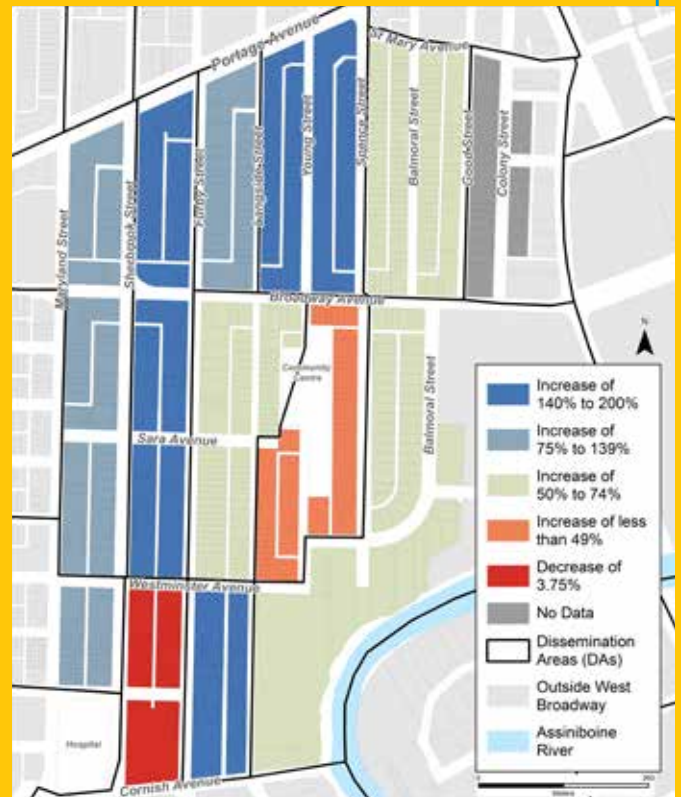 Portage Avenue
St Mary Avenue
Maryland Street
Sherbrook Street
Furby Street
Langside Street
Young Street
Spence Street
Balmoral Street
Good Street
Colony Street
Broadway Avenue
Community
Centre
Balmoral Street
Sara Avenue
Westminster Avenue
Hospital
Cornish Avenue
N
Increase of
140% to 200%
Increase of
75% to 139%
Increase of
50% to 74%
Increase of less
than 49%
Decrease of
3.75%
No Data
Dissemination
Areas (DAs)
Outside West
Broadway
Assiniboine
River
0